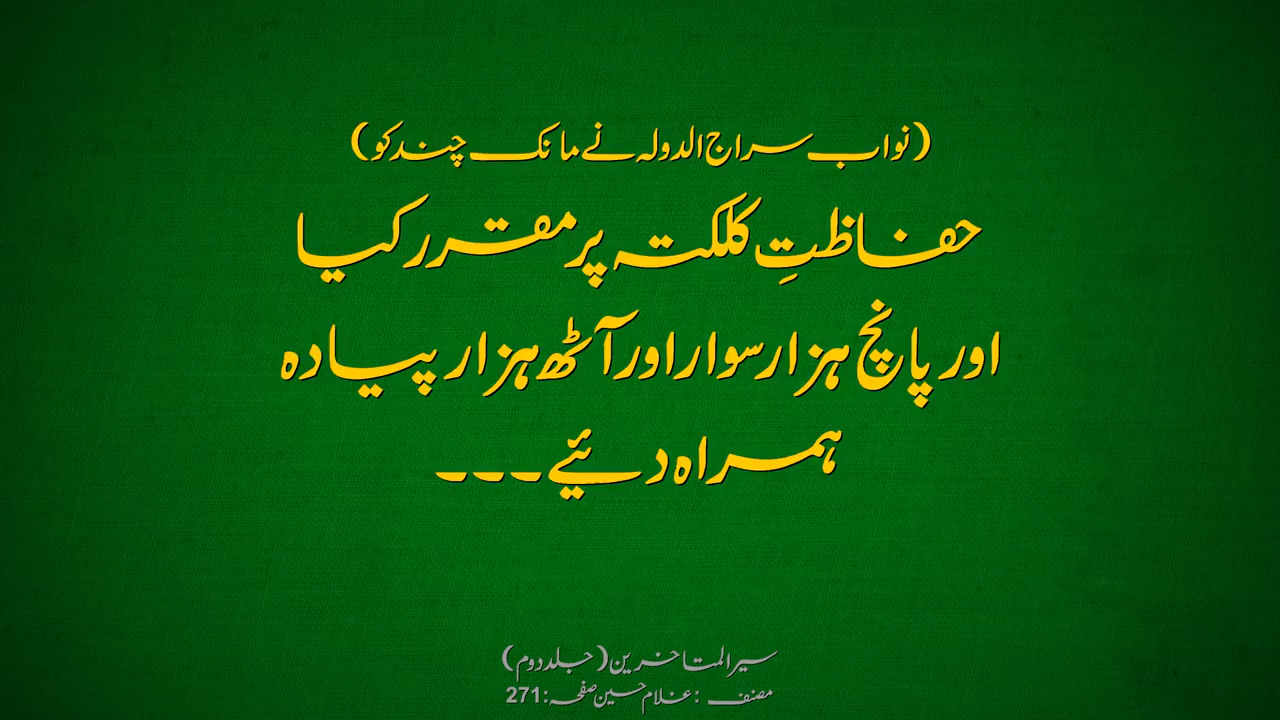 (نواب سراج الدولہ نے مانک چند کو)
حفاظتِ کلکتہ پر مقرر کیا
اور پانچ ہزار سوار اور آٹھ ہزار پیادہ
ہمراہ دئیے ۔۔۔
سیر المتاخرین (جلد دوم)
مصنف : غلام حسین صفحہ :271